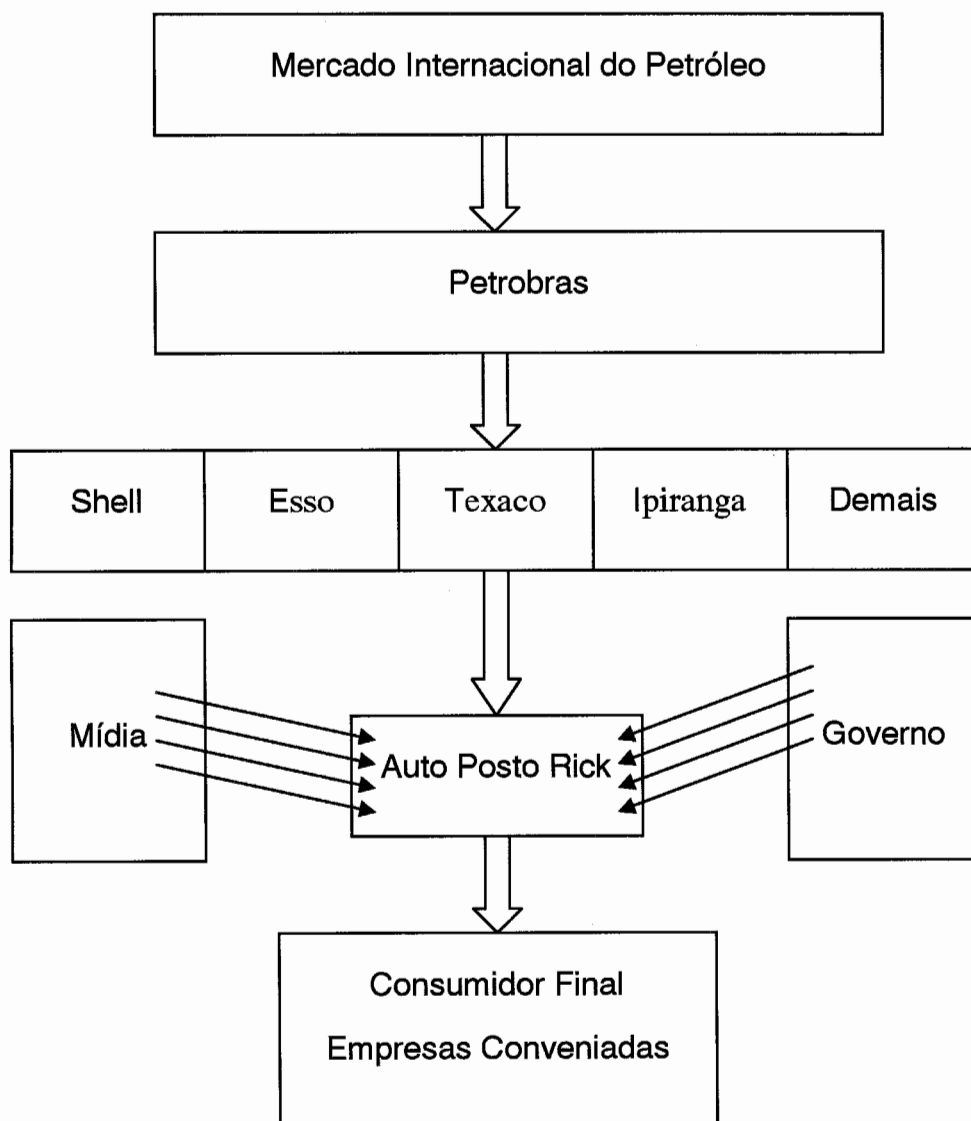 Mercado Internacional do Petróleo
Petrobras
Shell Esso Texaco Ipiranga Demais
Mídia Governo
Auto Posto Rick
Consumidor Final
Empresas Conveniadas